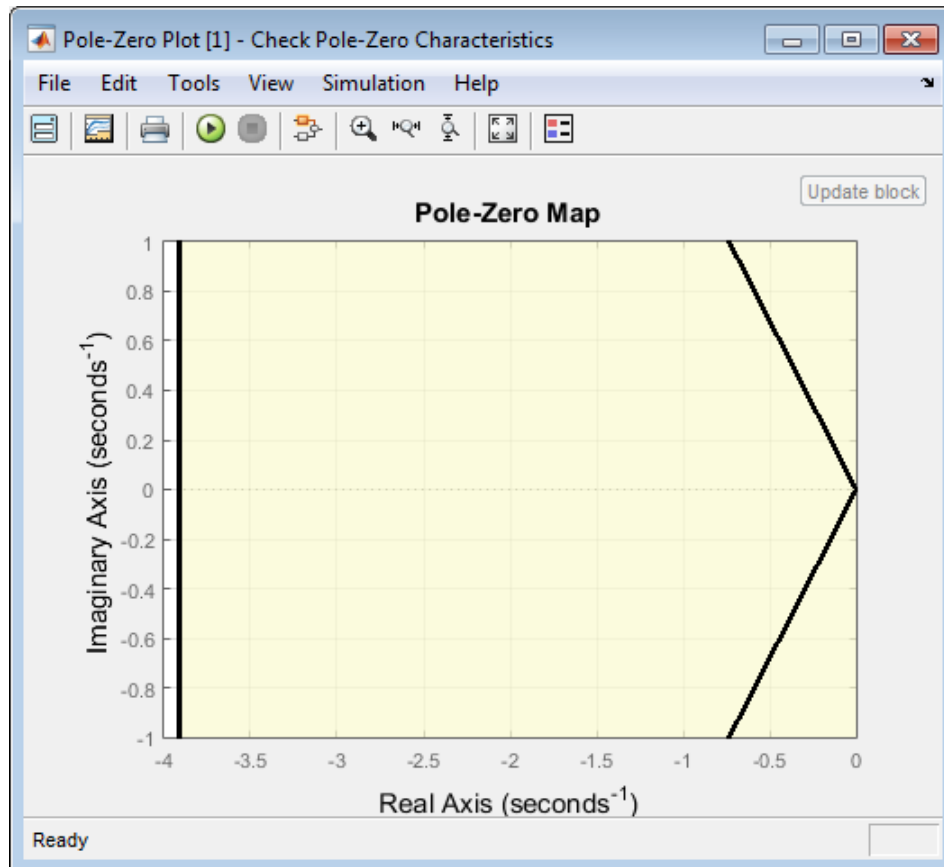 Pole-Zero Plot [1] - Check Pole-Zero Characteristics
File Edit Tools View Simulation Help
Update block
Pole-Zero Map
Imaginary Axis (seconds⁻¹)
1
0.8
0.6
0.4
0.2
0
-0.2
-0.4
-0.6
-0.8
-1
-4 -3.5 -3 -2.5 -2 -1.5 -1 -0.5 0
Real Axis (seconds⁻¹)
Ready